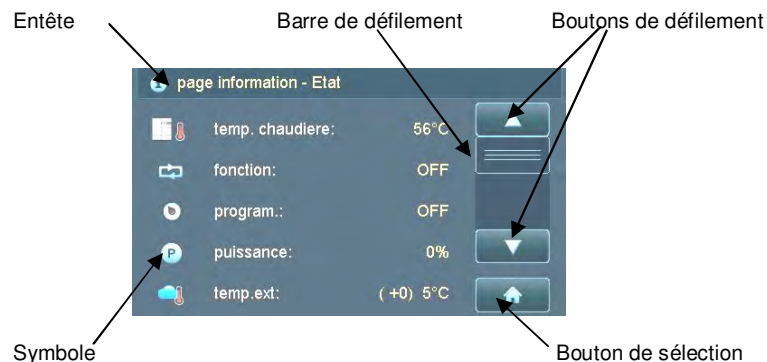 Entête Barre de défilement Boutons de défilement
page information - Etat
temp. chaudiere: 56°C
fonction: OFF
program.: OFF
P puissance: 0%
temp.ext: ( +0) 5°C
Symbole Bouton de sélection